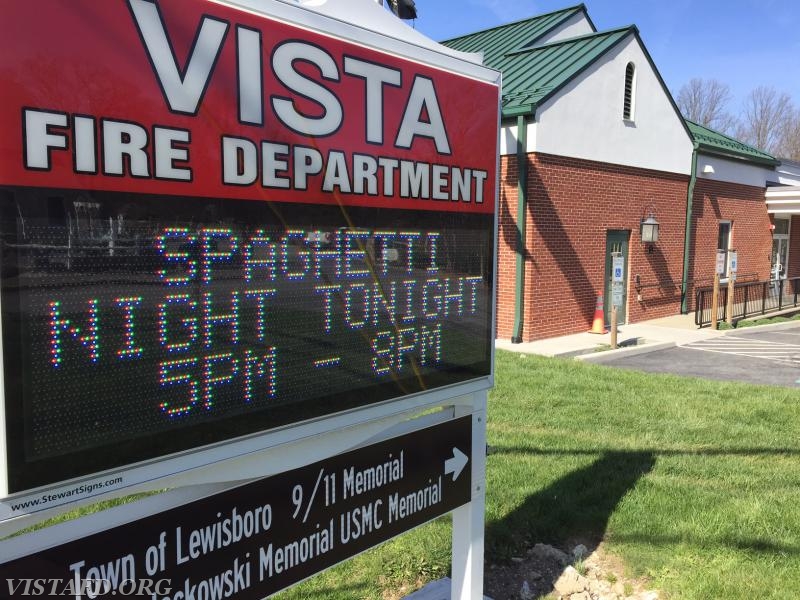 VISTA
FIRE DEPARTMENT
SPAGHETTI
NIGHT TONIGHT
5PM - 8PM
www.StewartSigns.com
Town of Lewisboro 9/11 Memorial
Memorial USMC Memorial
VISTAFD.ORG